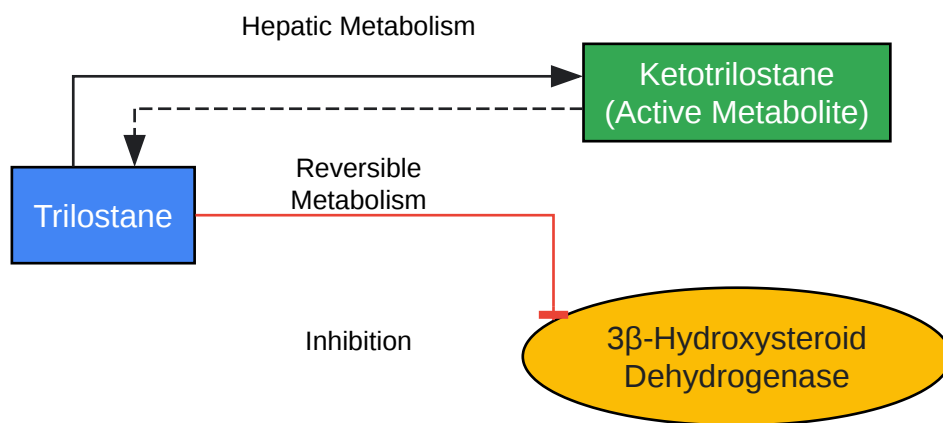 Hepatic Metabolism
Ketotrilostane
(Active Metabolite)
Reversible
Metabolism
Trilostane
Inhibition
3β-Hydroxysteroid
Dehydrogenase